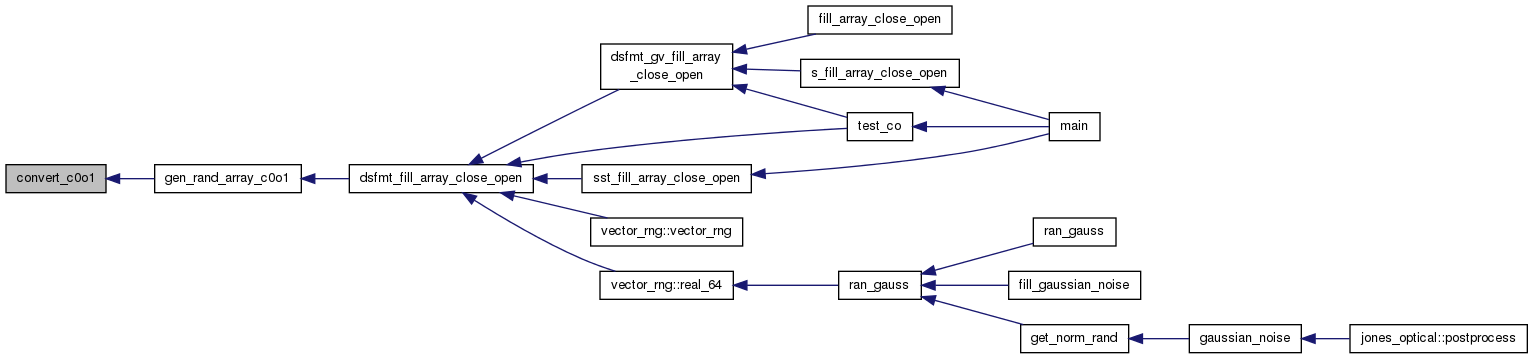 fill_array_close_open
dsfmt_gv_fill_array
_close_open
s_fill_array_close_open
test_co
main
convert_c0o1
gen_rand_array_c0o1
dsfmt_fill_array_close_open
sst_fill_array_close_open
vector_rng::vector_rng
ran_gauss
vector_rng::real_64
ran_gauss
fill_gaussian_noise
get_norm_rand
gaussian_noise
jones_optical::postprocess